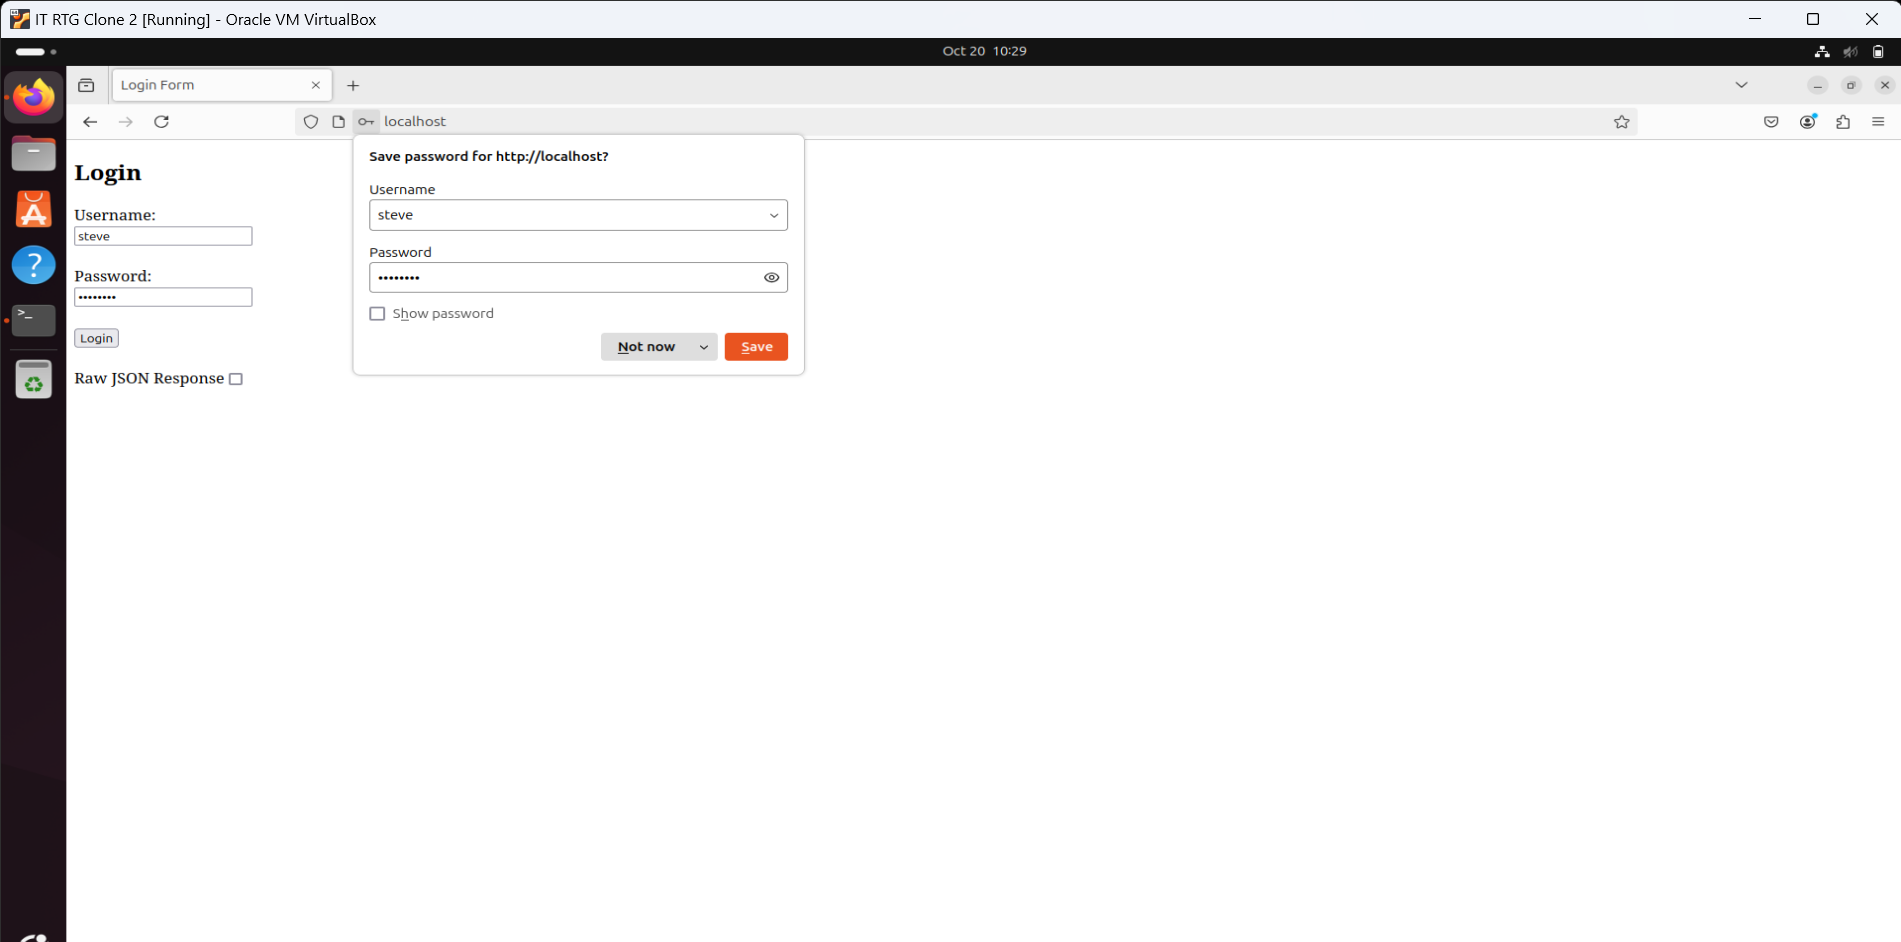 IT RTG Clone 2 [Running] - Oracle VM VirtualBox
Oct 20 10:29
Login Form
localhost
Save password for http://localhost?
Username
steve
Password
••••••••
Show password
Not now
Save
Login
Username:
steve
Password:
••••••••
Login
Raw JSON Response